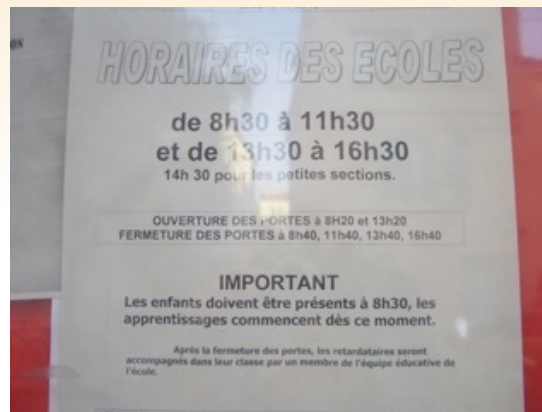 HORAIRES DES ECOLES
de 8h30 à 11h30
et de 13h30 à 16h30
14h 30 pour les petites sections.
OUVERTURE DES PORTES à 8H20 et 13h20
FERMETURE DES PORTES à 8h40, 11h40, 13h40, 16h40
IMPORTANT
Les enfants doivent être présents à 8h30, les
apprentissages commencent dès ce moment.
Après la fermeture des portes, les retardataires seront
accompagnés dans leur classe par un membre de l'équipe éducative de
l'école.